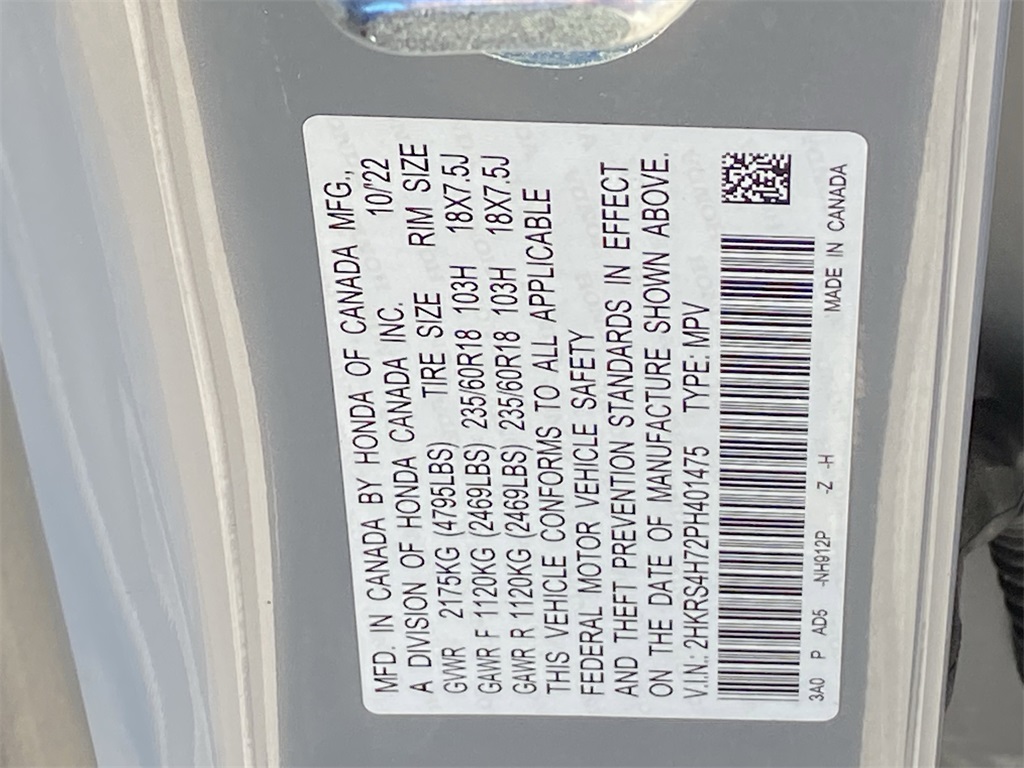 MFD. IN CANADA BY HONDA OF CANADA MFG.,
A DIVISION OF HONDA CANADA INC. 10/'22
GVWR 2175KG (4795LBS) TIRE SIZE RIM SIZE
GAWR F 1120KG (2469LBS) 235/60R18 103H 18X7.5J
GAWR R 1120KG (2469LBS) 235/60R18 103H 18X7.5J
THIS VEHICLE CONFORMS TO ALL APPLICABLE
FEDERAL MOTOR VEHICLE SAFETY
AND THEFT PREVENTION STANDARDS IN EFFECT
ON THE DATE OF MANUFACTURE SHOWN ABOVE.
V.I.N.: 2HKRS4H72PH401475 TYPE: MPV
3A0 P AD5 -NH912P -Z -H MADE IN CANADA